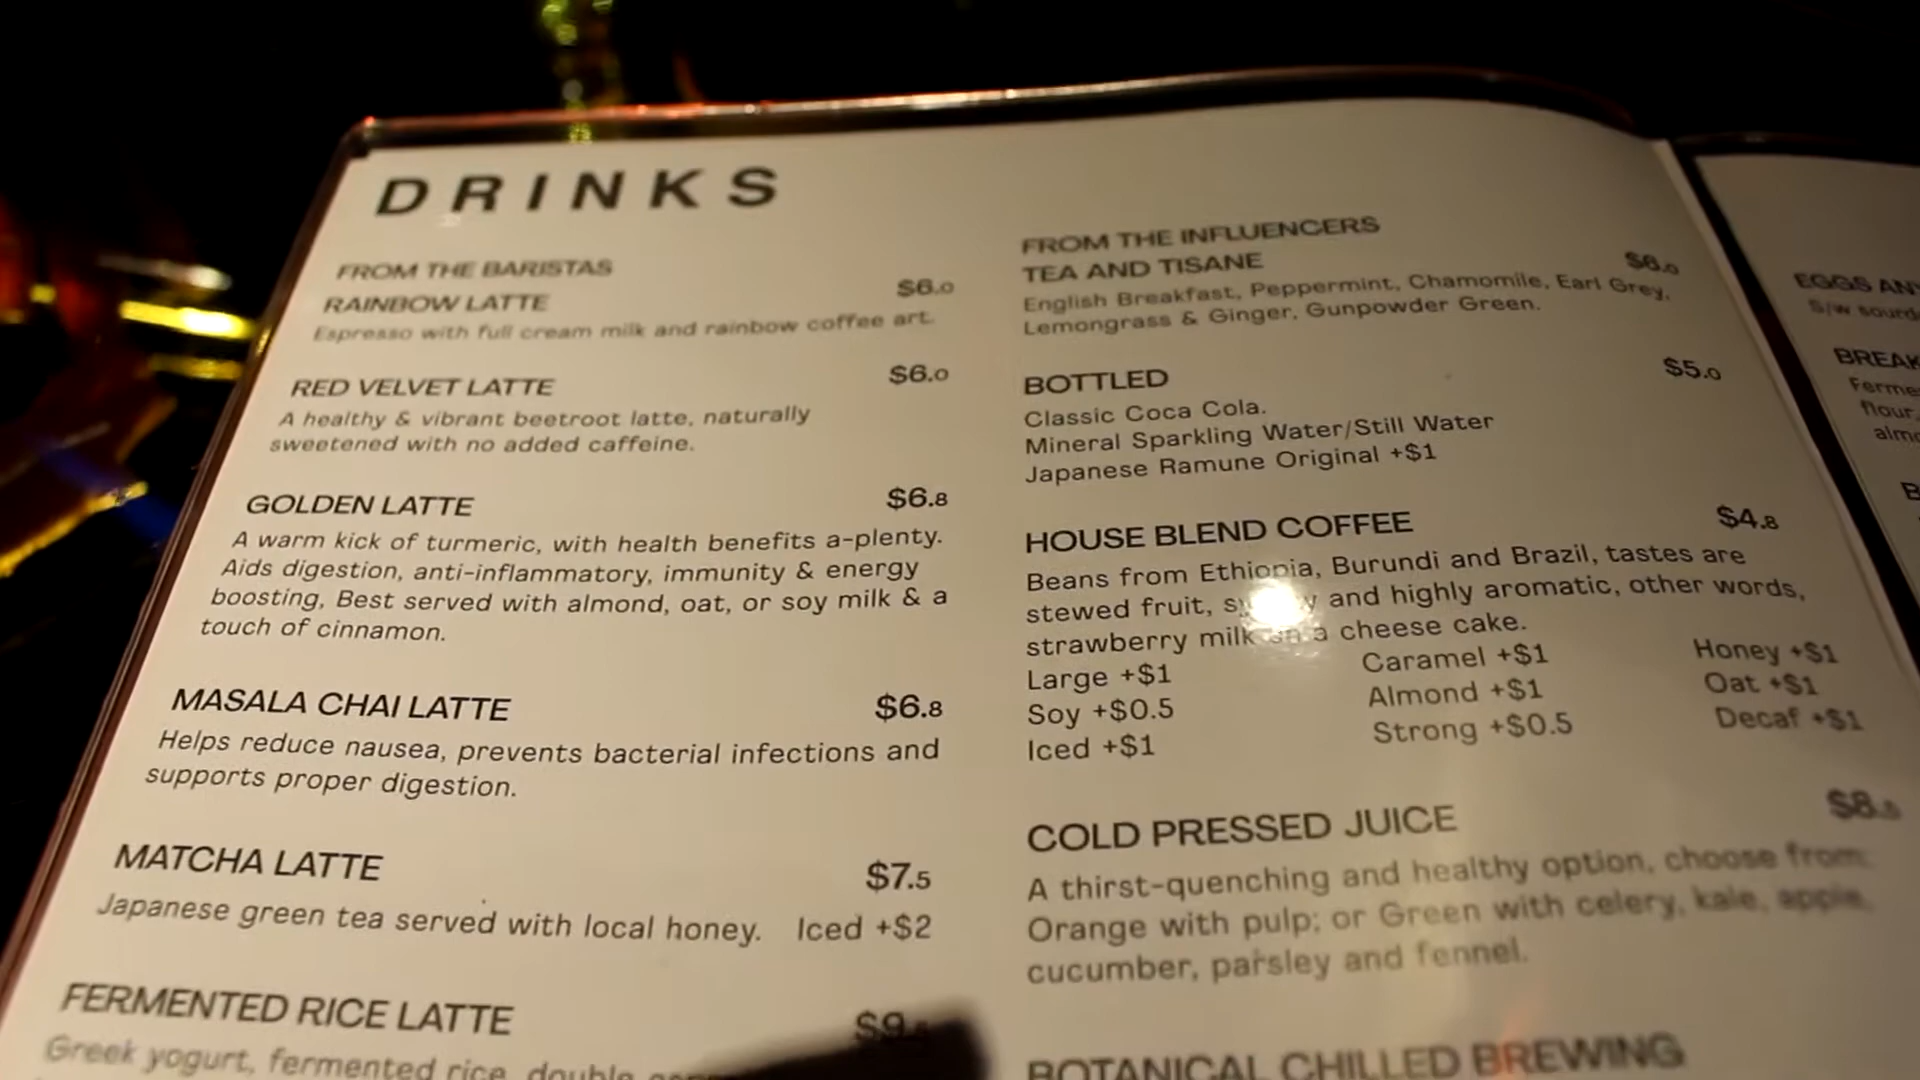 DRINKS
FROM THE BARISTAS
RAINBOW LATTE $6.0
Espresso with full cream milk and rainbow coffee art.
RED VELVET LATTE $6.0
A healthy & vibrant beetroot latte, naturally
sweetened with no added caffeine.
GOLDEN LATTE $6.8
A warm kick of turmeric, with health benefits a-plenty.
Aids digestion, anti-inflammatory, immunity & energy
boosting, Best served with almond, oat, or soy milk & a
touch of cinnamon.
MASALA CHAI LATTE $6.8
Helps reduce nausea, prevents bacterial infections and
supports proper digestion.
MATCHA LATTE $7.5
Japanese green tea served with local honey. Iced +$2
FERMENTED RICE LATTE
Greek yogurt, fermented rice, double
FROM THE INFLUENCERS
TEA AND TISANE $6.0
English Breakfast, Peppermint, Chamomile, Earl Grey,
Lemongrass & Ginger, Gunpowder Green.
BOTTLED $5.0
Classic Coca Cola.
Mineral Sparkling Water/Still Water
Japanese Ramune Original +$1
HOUSE BLEND COFFEE $4.8
Beans from Ethiopia, Burundi and Brazil, tastes are
stewed fruit, and highly aromatic, other words,
strawberry milk a cheese cake.
Large +$1 Caramel +$1 Honey +$1
Soy +$0.5 Almond +$1 Oat +$1
Iced +$1 Strong +$0.5 Decaf +$1
COLD PRESSED JUICE $8.5
A thirst-quenching and healthy option, choose from:
Orange with pulp; or Green with celery, kale, apple,
cucumber, parsley and fennel.
BOTANICAL CHILLED BREWING
EGGS
S/w